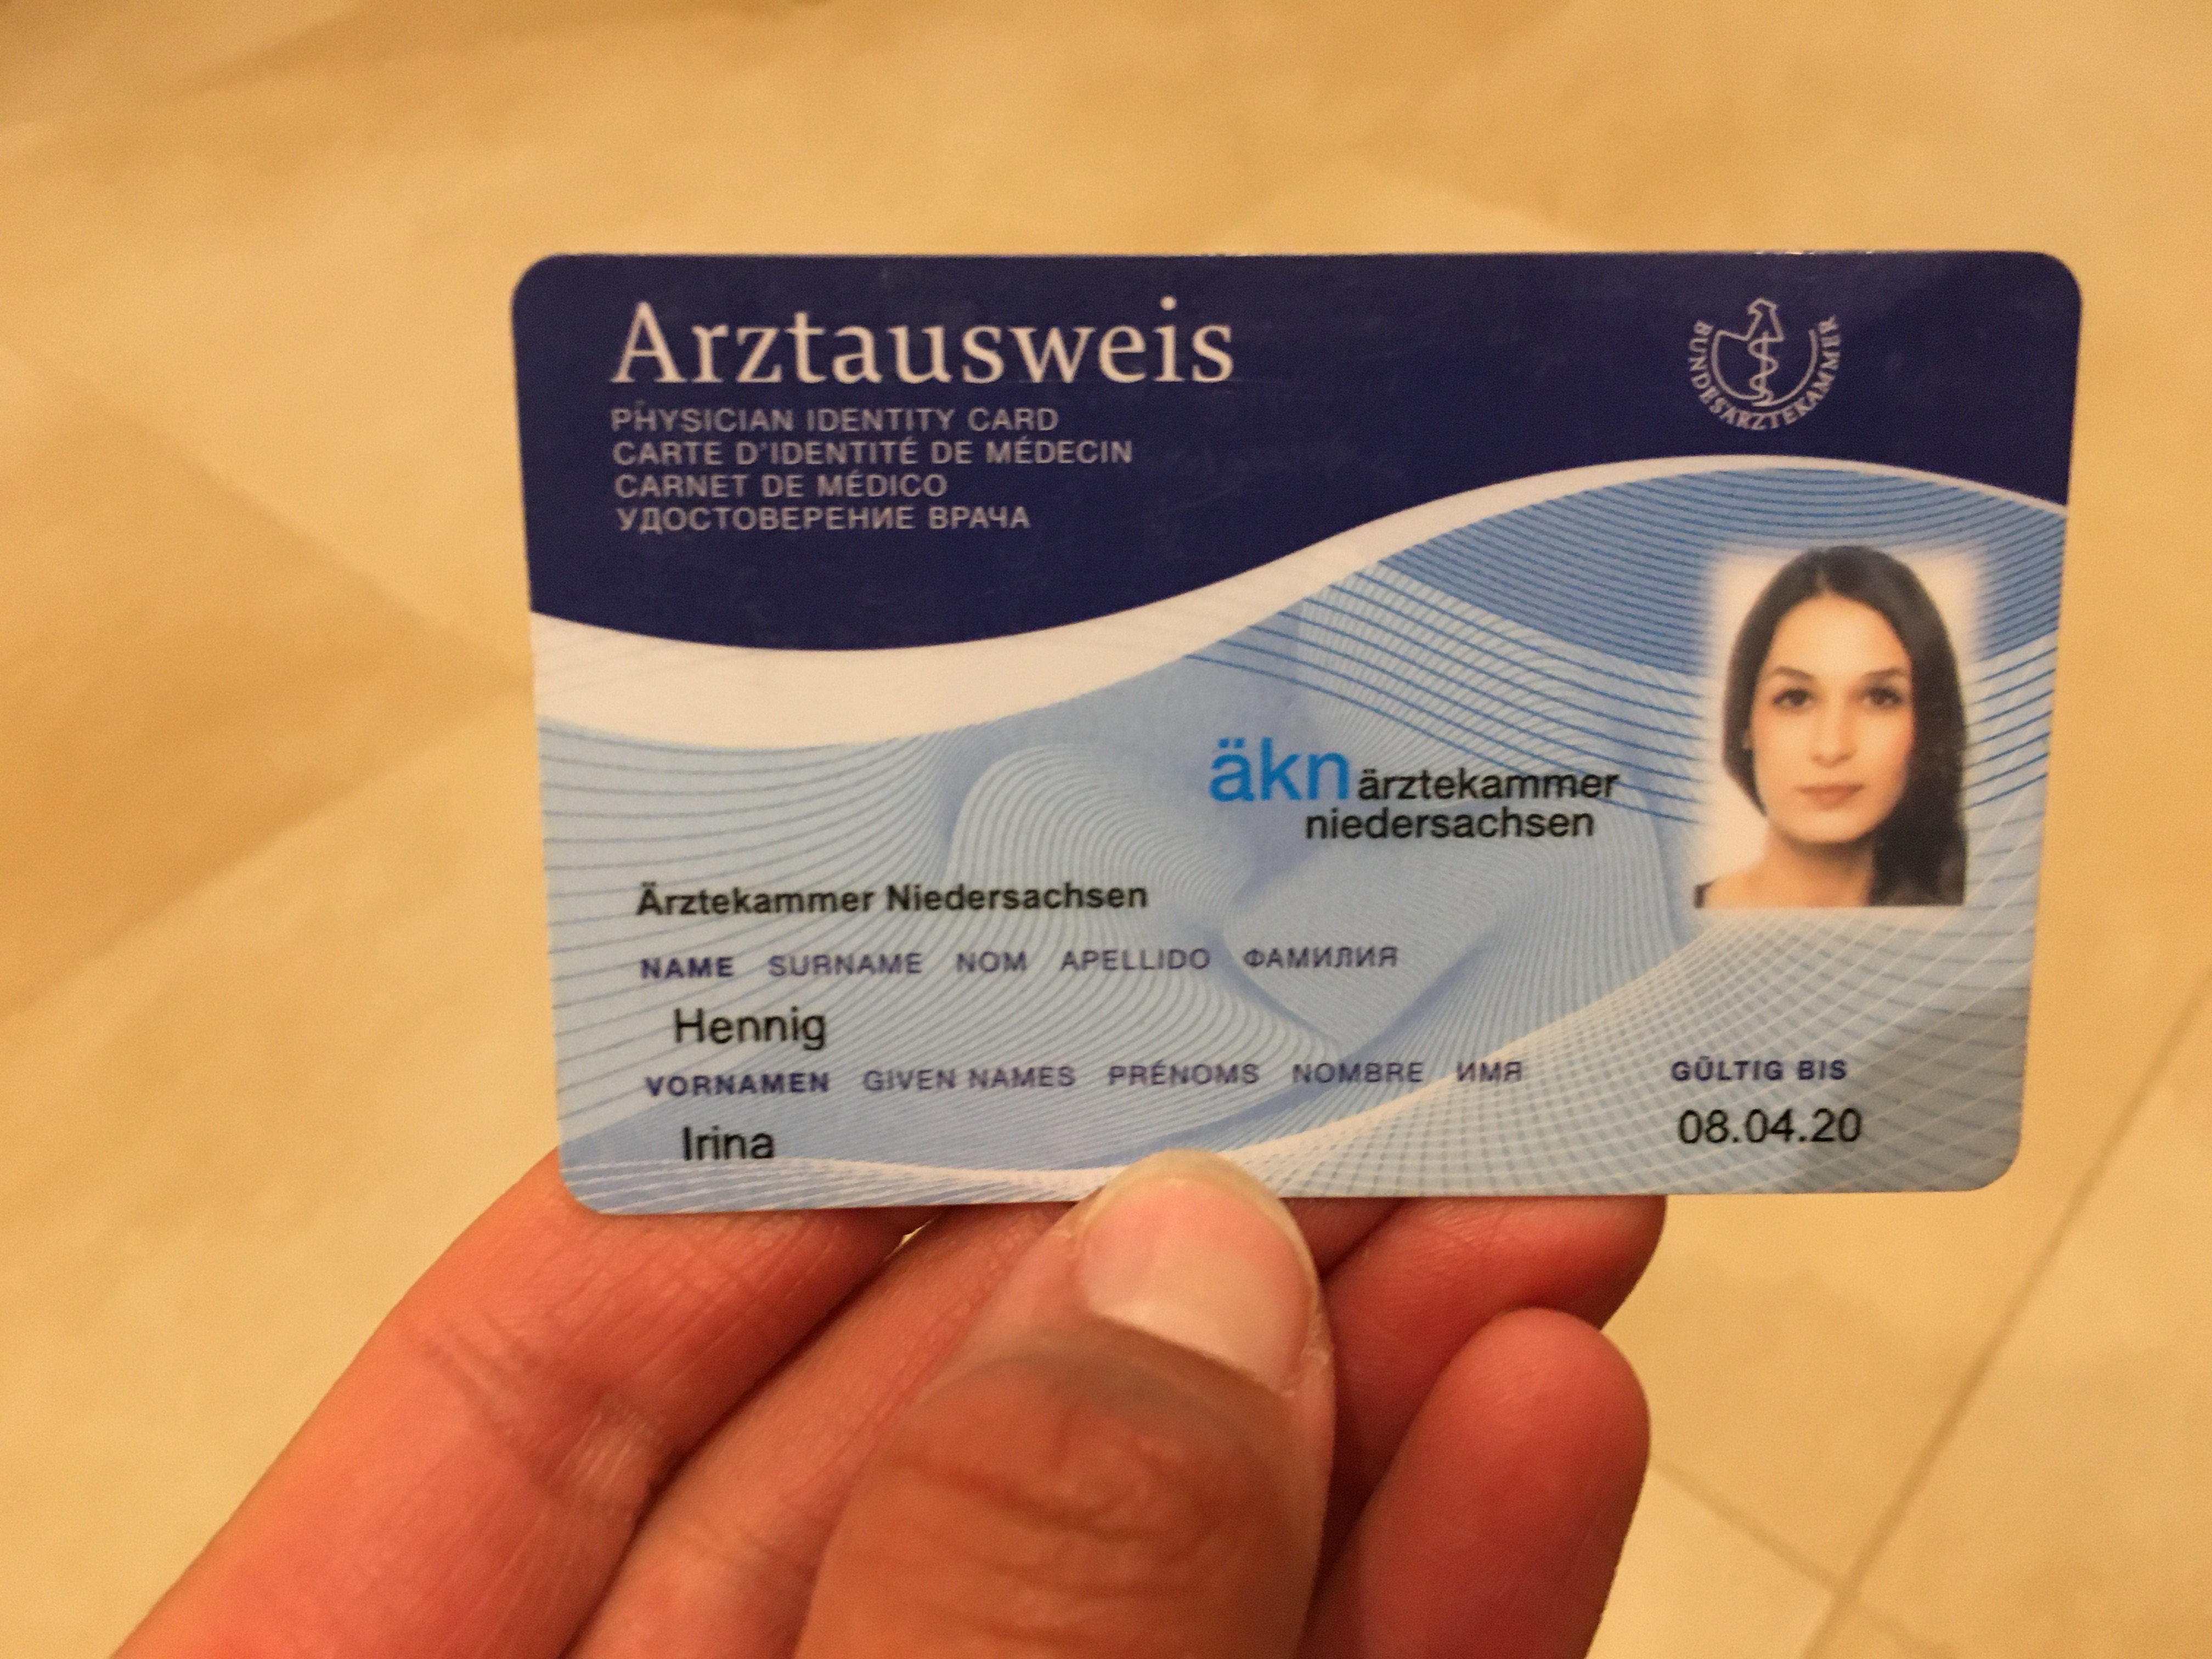 Arztausweis
PHYSICIAN IDENTITY CARD
CARTE D'IDENTITÉ DE MÉDECIN
CARNET DE MÉDICO
УДОСТОВЕРЕНИЕ ВРАЧА
BUNDESÄRZTEKAMMER
äkn ärztekammer
niedersachsen
Ärztekammer Niedersachsen
NAME SURNAME NOM APELLIDO ФАМИЛИЯ
Hennig
VORNAMEN GIVEN NAMES PRÉNOMS NOMBRE ИМЯ
Irina
GÜLTIG BIS
08.04.20